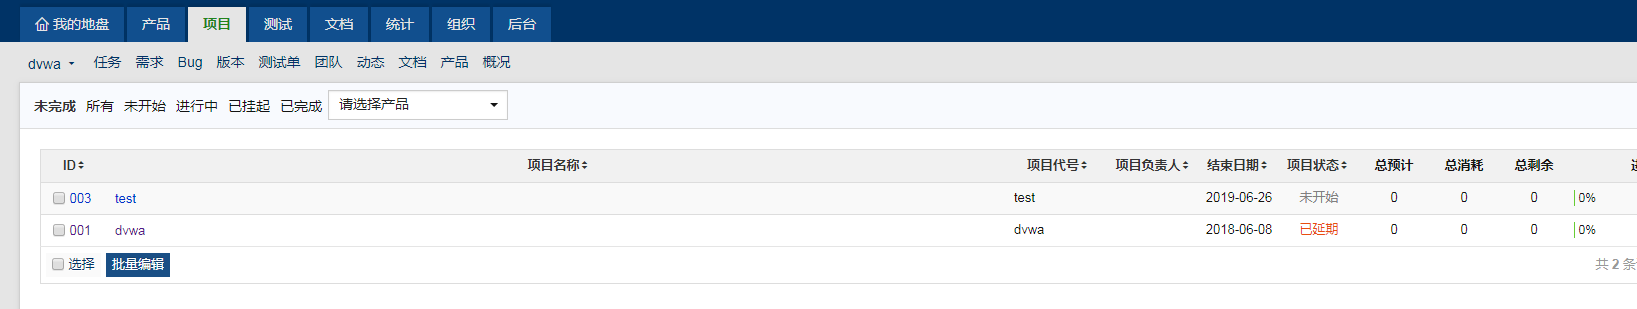 我的地盘 产品 项目 测试 文档 统计 组织 后台
dvwa 任务 需求 Bug 版本 测试单 团队 动态 文档 产品 概况
未完成 所有 未开始 进行中 已挂起 已完成 请选择产品
ID 项目名称 项目代号 项目负责人 结束日期 项目状态 总预计 总消耗 总剩余
003 test test 2019-06-26 未开始 0 0 0 0%
001 dvwa dvwa 2018-06-08 已延期 0 0 0 0%
选择 批量编辑 共 2 条